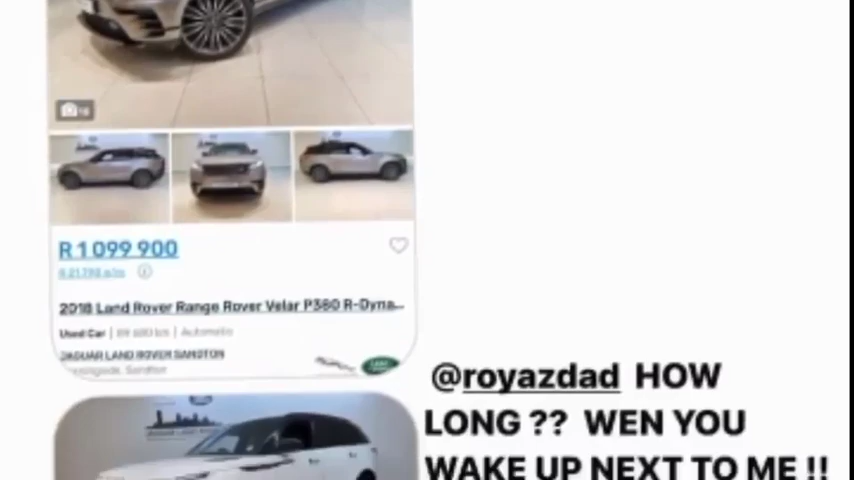 R 1 099 900
2018 Land Rover Range Rover Velar P380 R-Dyna...
Used Car | Automatic
JAGUAR LAND ROVER SANDTON
Sandton
@royazdad HOW
LONG ?? WEN YOU
WAKE UP NEXT TO ME !!